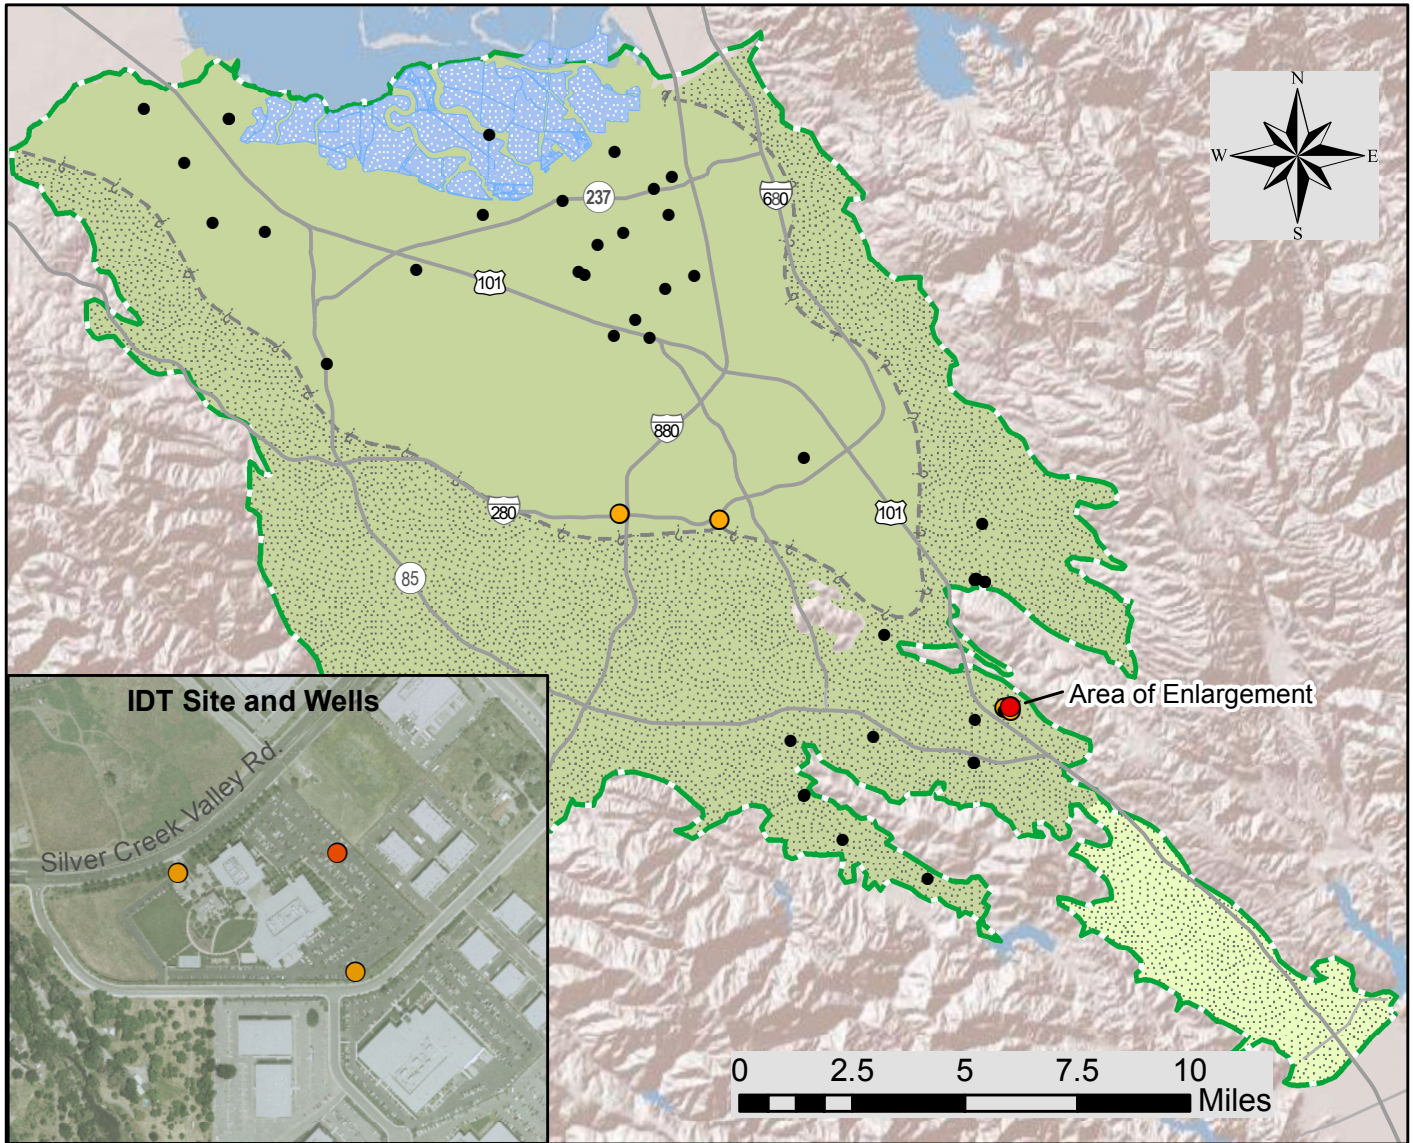 N
W E
S
237
680
101
880
280
101
85
Area of Enlargement
IDT Site and Wells
Silver Creek Valley Rd.
0 2.5 5 7.5 10
Miles